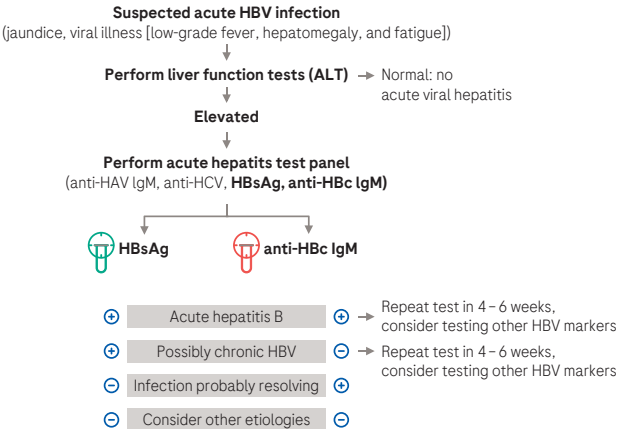 Suspected acute HBV infection
(jaundice, viral illness [low-grade fever, hepatomegaly, and fatigue])
Perform liver function tests (ALT)
Normal: no
acute viral hepatitis
Elevated
Perform acute hepatits test panel
(anti-HAV lgM, anti-HCV, HBsAg, anti-HBc lgM)
HBsAg
anti-HBc IgM
+ Acute hepatitis B +
Repeat test in 4–6 weeks,
consider testing other HBV markers
+ Possibly chronic HBV −
Repeat test in 4–6 weeks,
consider testing other HBV markers
− Infection probably resolving +
− Consider other etiologies −